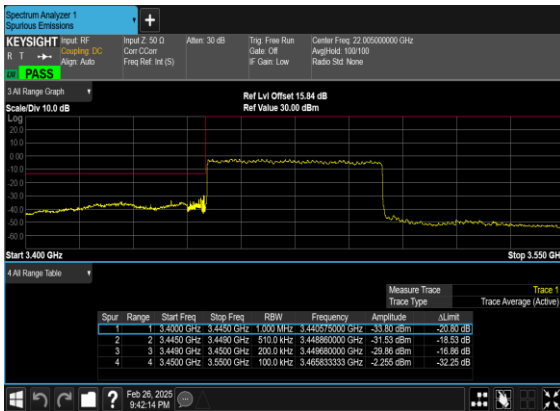 Spectrum Analyzer 1
Spurious Emissions
+
KEYSIGHT Input: RF Input Z: 50 Ω Atten: 30 dB Trig: Free Run Center Freq: 22.005000000 GHz
R T Coupling: DC Corr CCorr Gate: Off Avg|Hold: 100/100
Align: Auto Freq Ref: Int (S) IF Gain: Low Radio Std: None
PASS
3 All Range Graph
Ref Lvl Offset 15.84 dB
Scale/Div 10.0 dB Ref Value 30.00 dBm
Log
20.0
10.0
0.00
-10.0
-20.0
-30.0
-40.0
-50.0
-60.0
Start 3.400 GHz Stop 3.550 GH
4 All Range Table
Measure Trace Trace 1
Trace Type Trace Average (Active)
Spur Range Start Freq Stop Freq RBW Frequency Amplitude ΔLimit
1 1 3.4000 GHz 3.4450 GHz 1.000 MHz 3.440575000 GHz -33.80 dBm -20.80 dB
2 2 3.4450 GHz 3.4490 GHz 510.0 kHz 3.448860000 GHz -31.53 dBm -18.53 dB
3 3 3.4490 GHz 3.4500 GHz 200.0 kHz 3.449680000 GHz -29.86 dBm -16.86 dB
4 4 3.4500 GHz 3.5500 GHz 100.0 kHz 3.465833333 GHz -2.255 dBm -32.25 dB
?
Feb 26, 2025
9:42:14 PM